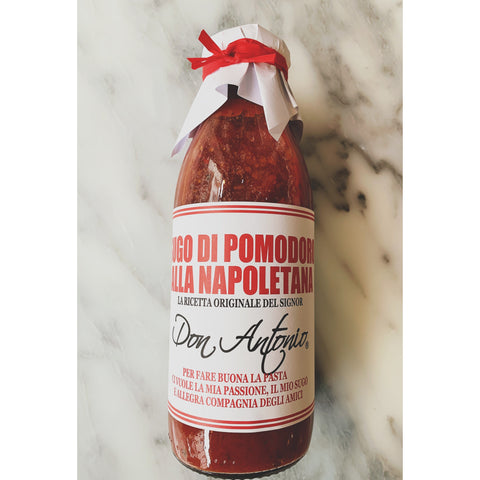 SUGO DI POMODORO
ALLA NAPOLETANA
LA RICETTA ORIGINALE DEL SIGNOR
Don Antonio®
PER FARE BUONA LA PASTA
CI VUOLE LA MIA PASSIONE, IL MIO SUGO
E ALLEGRA COMPAGNIA DEGLI AMICI